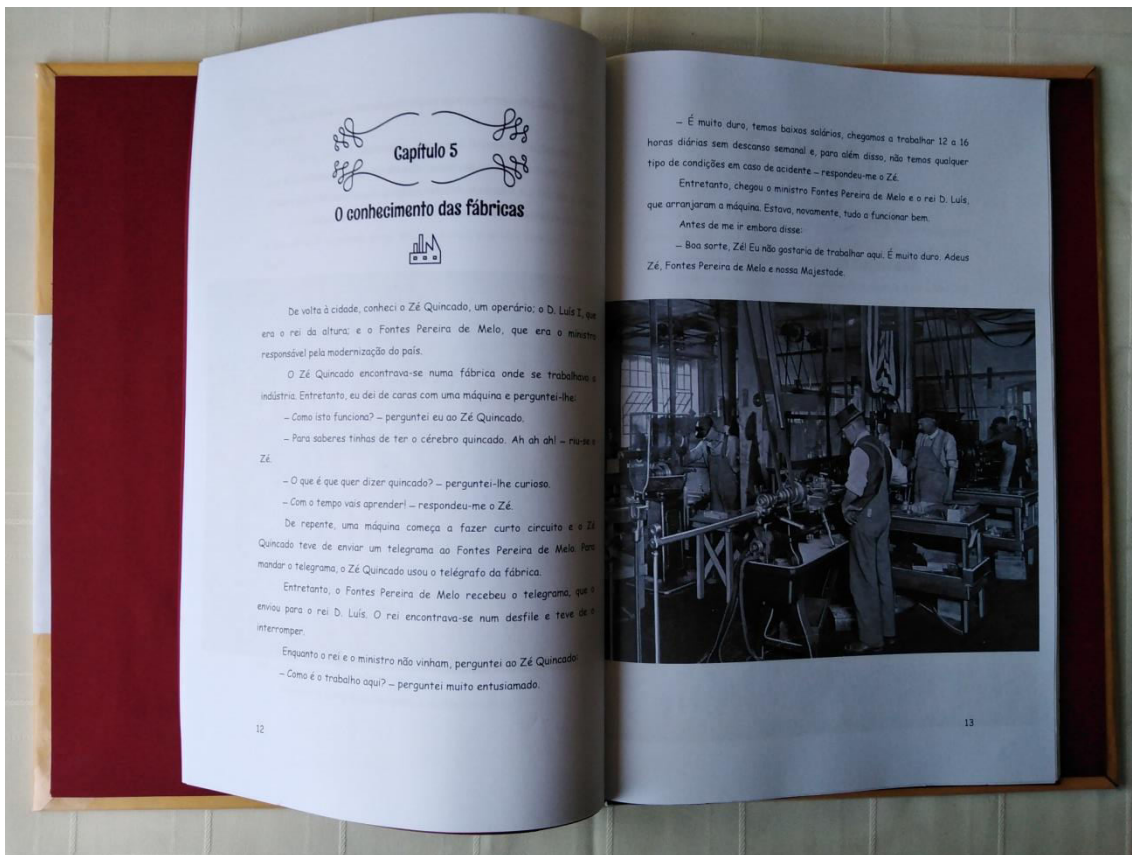 Capítulo 5
O conhecimento das fábricas
De volta à cidade, conheci o Zé Quincado, um operário; o D. Luís I, que
era o rei da altura; e o Fontes Pereira de Melo, que era o ministro
responsável pela modernização do país.
O Zé Quincado encontrava-se numa fábrica onde se trabalhava a
indústria. Entretanto, eu dei de caras com uma máquina e perguntei-lhe:
– Como isto funciona? – perguntei eu ao Zé Quincado.
– Para saberes tinhas de ter o cérebro quincado. Ah ah ah! – riu-se o
Zé.
– O que é que quer dizer quincado? – perguntei-lhe curioso.
– Com o tempo vais aprender! – respondeu-me o Zé.
De repente, uma máquina começa a fazer curto circuito e o Zé
Quincado teve de enviar um telegrama ao Fontes Pereira de Melo. Para
mandar o telegrama, o Zé Quincado usou o telégrafo da fábrica.
Entretanto, o Fontes Pereira de Melo recebeu o telegrama, que o
enviou para o rei D. Luís. O rei encontrava-se num desfile e teve de o
interromper.
Enquanto o rei e o ministro não vinham, perguntei ao Zé Quincado:
– Como é o trabalho aqui? – perguntei muito entusiamado.
12
– É muito duro, temos baixos salários, chegamos a trabalhar 12 a 16
horas diárias sem descanso semanal e, para além disso, não temos qualquer
tipo de condições em caso de acidente – respondeu-me o Zé.
Entretanto, chegou o ministro Fontes Pereira de Melo e o rei D. Luís,
que arranjaram a máquina. Estava, novamente, tudo a funcionar bem.
Antes de me ir embora disse:
– Boa sorte, Zé! Eu não gostaria de trabalhar aqui. É muito duro. Adeus
Zé, Fontes Pereira de Melo e nossa Majestade.
13